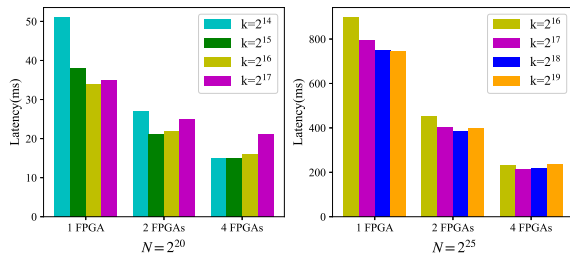 Latency(ms)
50
40
30
20
10
0
k=2^14
k=2^15
k=2^16
k=2^17
1 FPGA 2 FPGAs 4 FPGAs
N = 2^20
Latency(ms)
800
600
400
200
0
k=2^16
k=2^17
k=2^18
k=2^19
1 FPGA 2 FPGAs 4 FPGAs
N = 2^25